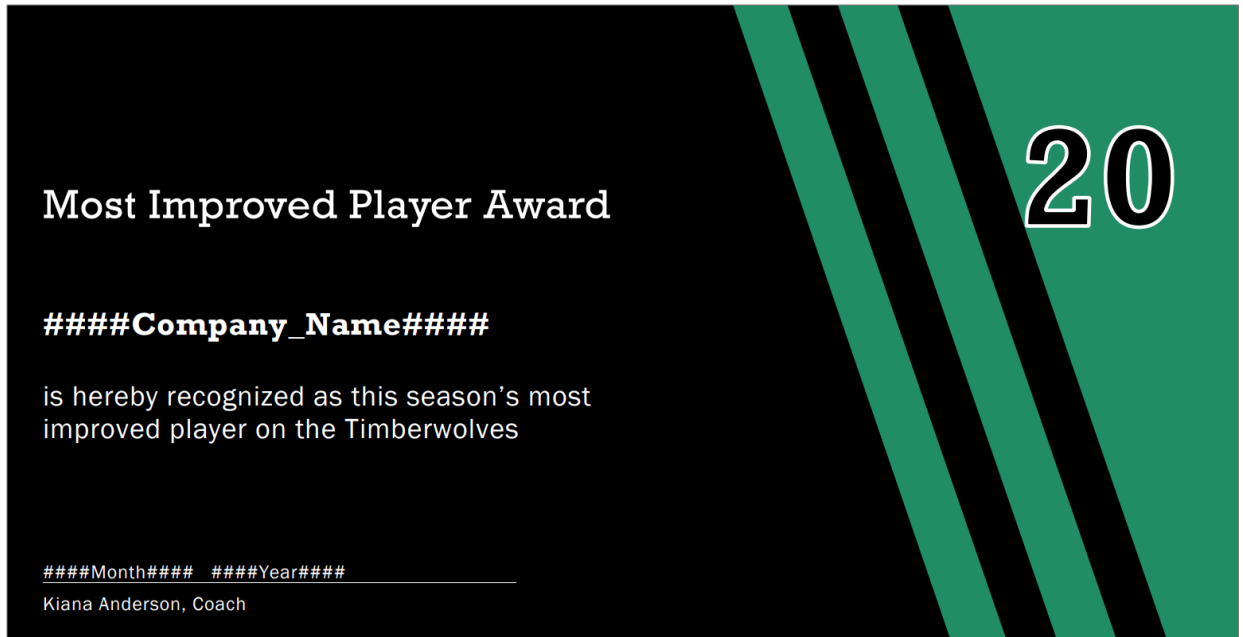 20
Most Improved Player Award
####Company_Name####
is hereby recognized as this season’s most
improved player on the Timberwolves
####Month####   ####Year####
Kiana Anderson, Coach